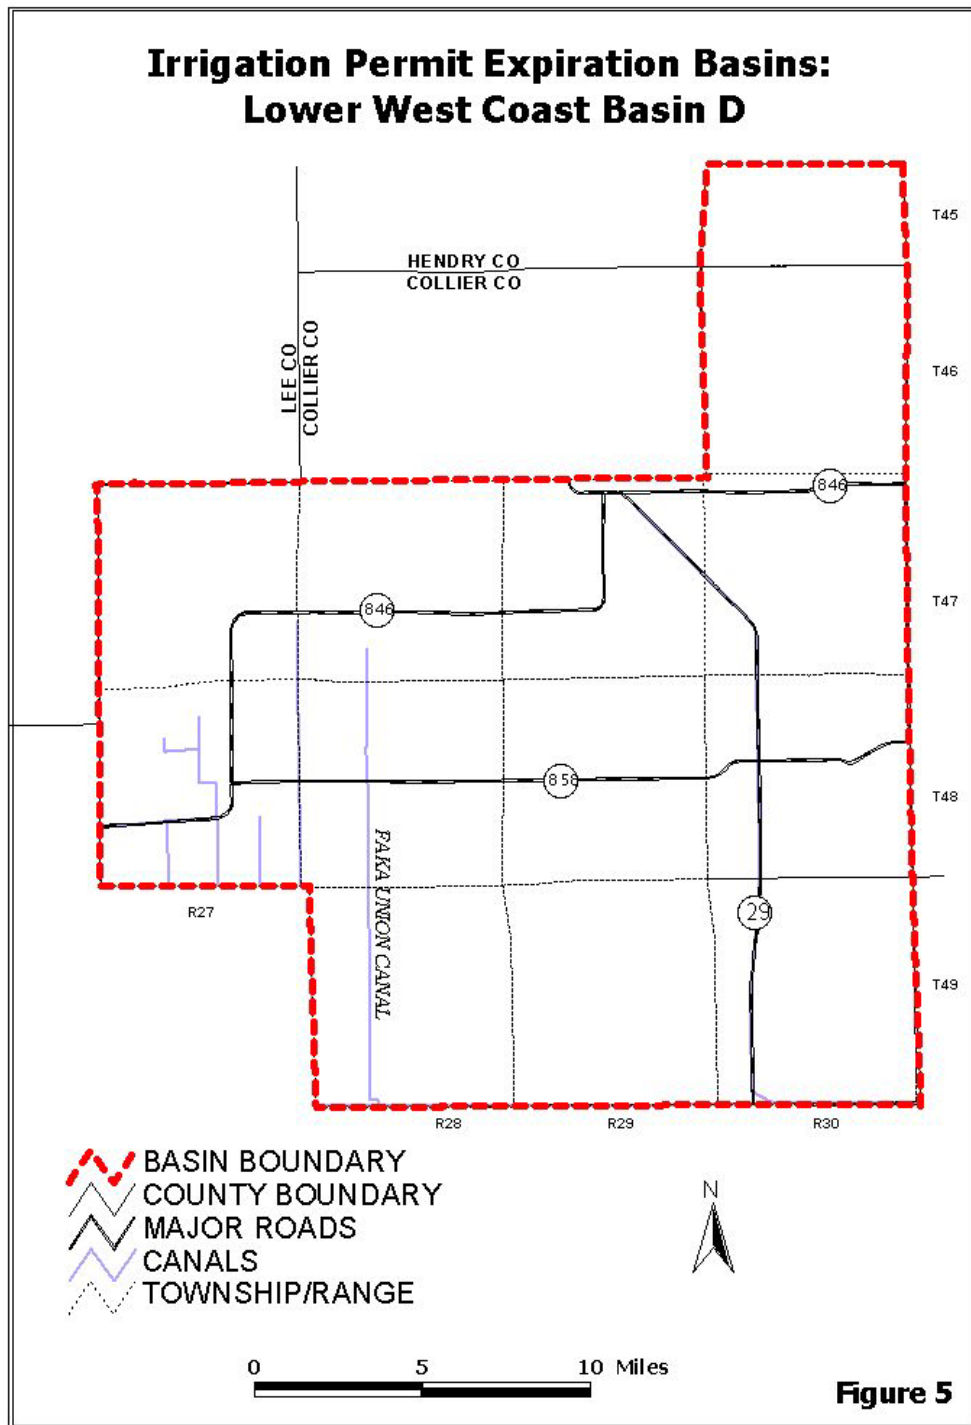 Irrigation Permit Expiration Basins:
Lower West Coast Basin D
T45
HENDRY CO
COLLIER CO
LEE CO
COLLIER CO
T46
846
T47
846
858
T48
FAKA UNION CANAL
R27
29
T49
R28
R29
R30
BASIN BOUNDARY
COUNTY BOUNDARY
MAJOR ROADS
CANALS
TOWNSHIP/RANGE
N
0 5 10 Miles
Figure 5